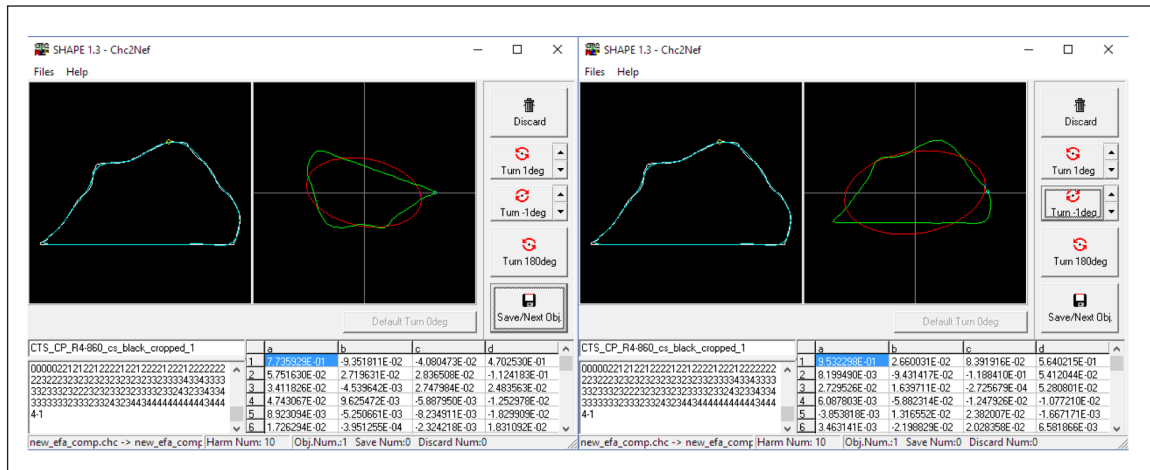 SHAPE 1.3 - Chc2Nef
Files Help
Discard
Turn 1deg
Turn -1deg
Turn 180deg
Save/Next Obj.
Default Turn 0deg
CTS_CP_R4-860_cs_black_cropped_1
a b c d
1 7.735929E-01 -9.351811E-02 -4.080473E-02 4.702530E-01
2 5.751630E-02 2.719631E-02 2.836508E-02 -1.124183E-01
3 3.411826E-02 -4.539642E-03 2.747984E-02 2.483563E-02
4 4.743067E-02 9.625472E-03 -5.887950E-03 -1.252978E-02
5 8.923094E-03 -5.250661E-03 -8.234911E-03 -1.829909E-02
6 1.726294E-02 -3.951255E-04 -2.324218E-03 1.831092E-02
4-1
new_efa_comp.chc -> new_efa_comp Harm Num: 10 Obj.Num.:1 Save Num:0 Discard Num:0
SHAPE 1.3 - Chc2Nef
Files Help
Discard
Turn 1deg
Turn -1deg
Turn 180deg
Save/Next Obj.
Default Turn 0deg
CTS_CP_R4-860_cs_black_cropped_1
a b c d
1 9.532298E-01 2.660031E-02 8.391916E-02 5.640215E-01
2 8.199490E-03 -9.431417E-02 -1.188410E-01 5.412044E-02
3 2.729526E-02 1.639711E-02 -2.725679E-04 5.280801E-02
4 6.087803E-03 -5.882314E-02 -1.247926E-02 -1.077210E-02
5 -3.853818E-03 1.316552E-02 2.382007E-02 -1.667171E-03
6 3.463141E-02 -2.198829E-02 2.028358E-02 6.581866E-03
4-1
new_efa_comp.chc -> new_efa_comp Harm Num: 10 Obj.Num.:1 Save Num:0 Discard Num:0